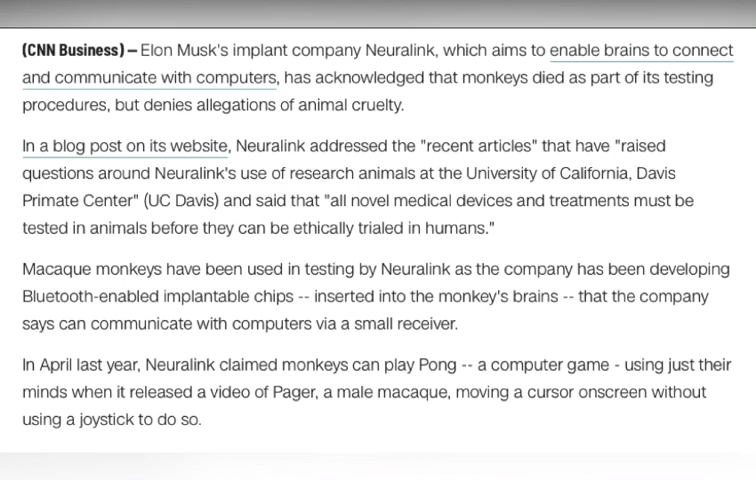 (CNN Business) — Elon Musk's implant company Neuralink, which aims to enable brains to connect
and communicate with computers, has acknowledged that monkeys died as part of its testing
procedures, but denies allegations of animal cruelty.
In a blog post on its website, Neuralink addressed the "recent articles" that have "raised
questions around Neuralink's use of research animals at the University of California, Davis
Primate Center" (UC Davis) and said that "all novel medical devices and treatments must be
tested in animals before they can be ethically trialed in humans."
Macaque monkeys have been used in testing by Neuralink as the company has been developing
Bluetooth-enabled implantable chips -- inserted into the monkey's brains -- that the company
says can communicate with computers via a small receiver.
In April last year, Neuralink claimed monkeys can play Pong -- a computer game - using just their
minds when it released a video of Pager, a male macaque, moving a cursor onscreen without
using a joystick to do so.